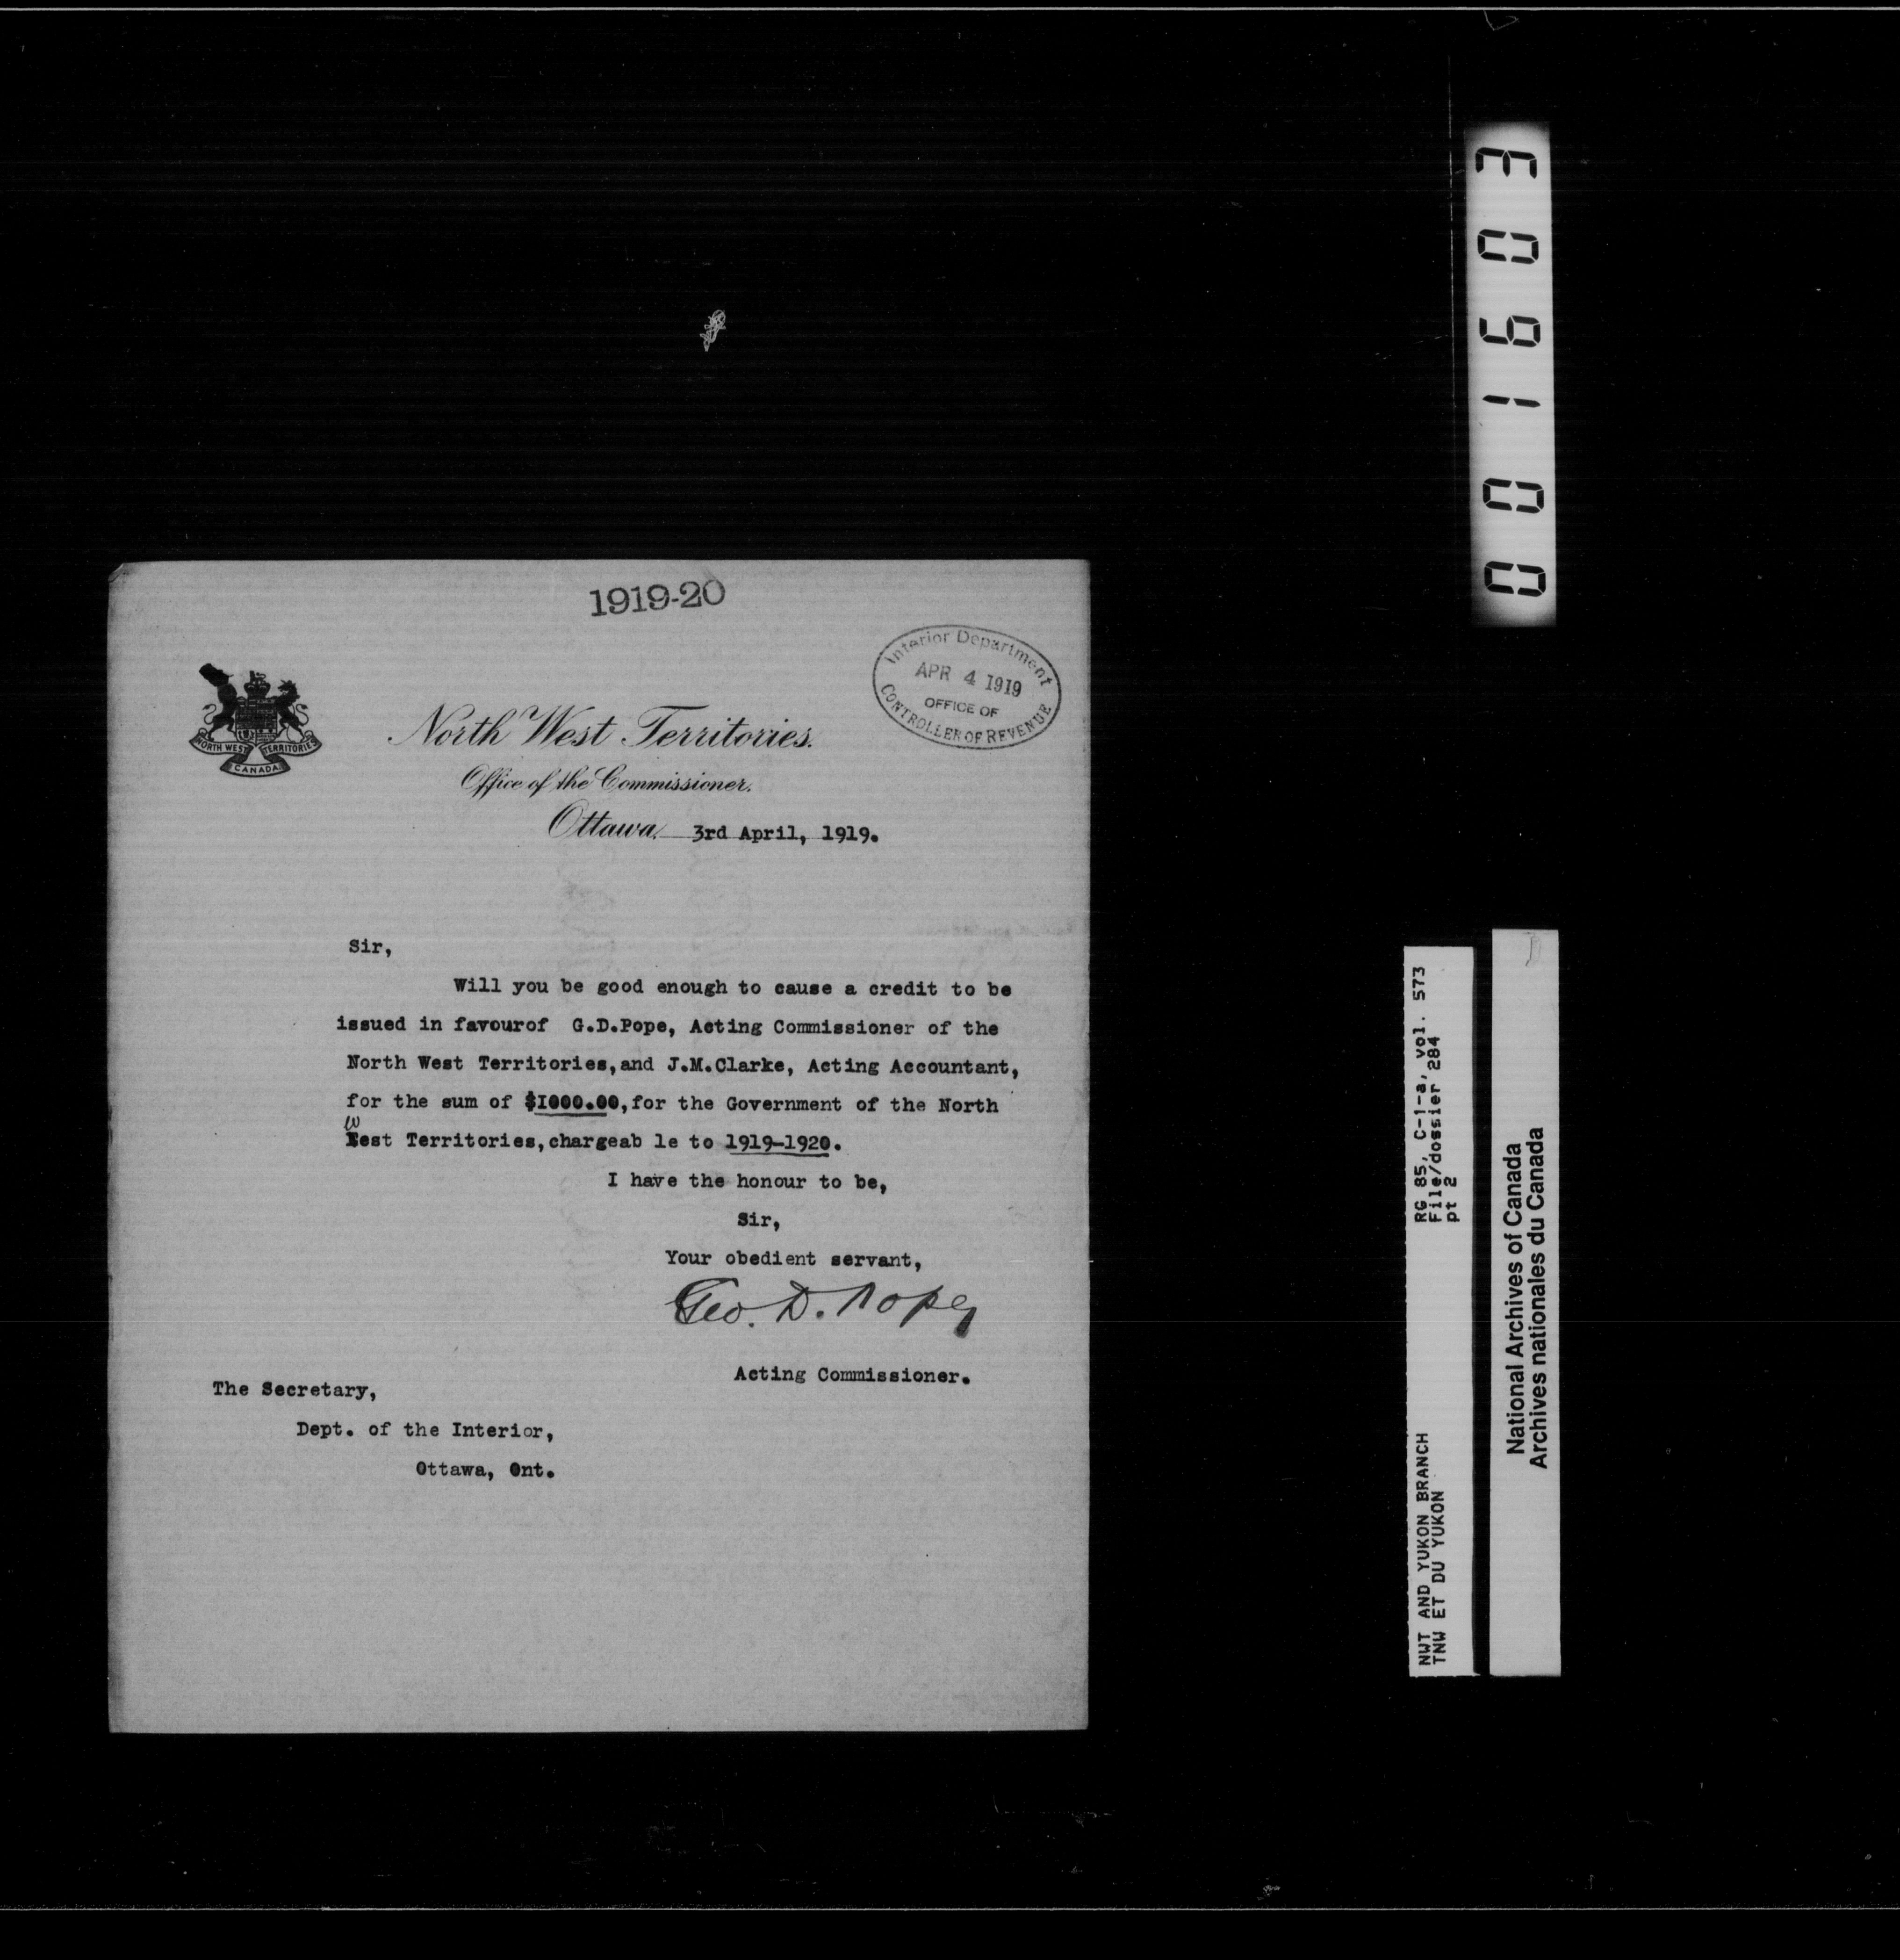 1919-20
Interior Department
APR 4 1919
OFFICE OF
CONTROLLER OF REVENUE
NORTH WEST TERRITORIES
CANADA
North West Territories.
Office of the Commissioner.
Ottawa, 3rd April, 1919.
Sir,
Will you be good enough to cause a credit to be
issued in favourof G.D.Pope, Acting Commissioner of the
North West Territories,and J.M.Clarke, Acting Accountant,
for the sum of $1000.00,for the Government of the North
West Territories,chargeab le to 1919-1920.
I have the honour to be,
Sir,
Your obedient servant,
Geo. D. Pope
Acting Commissioner.
The Secretary,
Dept. of the Interior,
Ottawa, Ont.
001603
NWT AND YUKON BRANCH RG 85, C-1-a, vol. 573
TNW ET DU YUKON File/dossier 284
pt 2
National Archives of Canada
Archives nationales du Canada